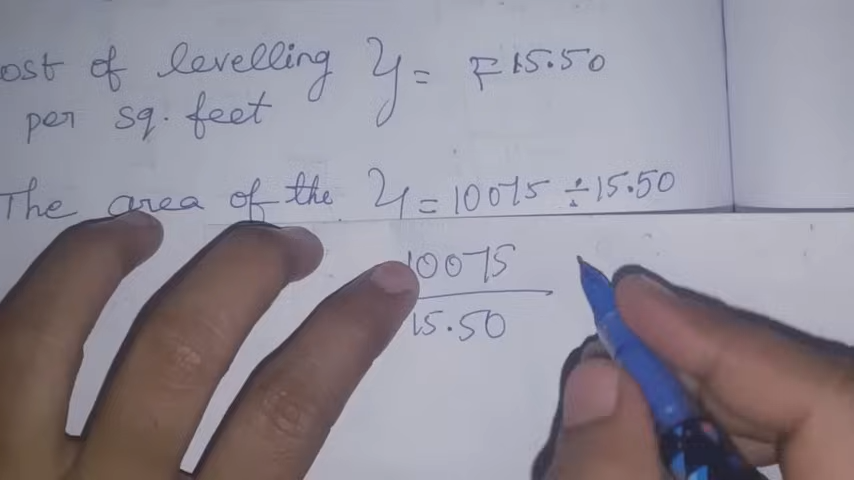 ost of levelling } = ₹15.50
per sq. feet
The area of the } = 10075 ÷ 15.50
10075
15.50